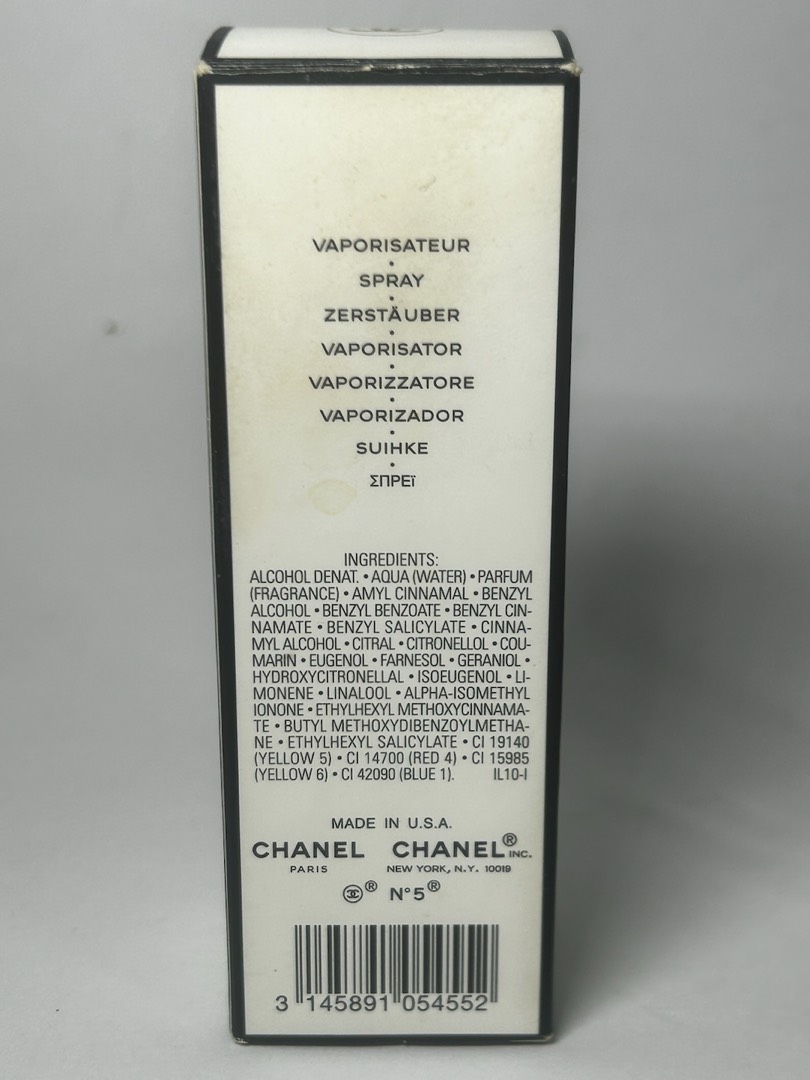 VAPORISATEUR
•
SPRAY
•
ZERSTÄUBER
•
VAPORISATOR
•
VAPORIZZATORE
•
VAPORIZADOR
•
SUIHKE
•
ΣΠΡΕϊ
INGREDIENTS:
ALCOHOL DENAT. • AQUA (WATER) • PARFUM
(FRAGRANCE) • AMYL CINNAMAL • BENZYL
ALCOHOL • BENZYL BENZOATE • BENZYL CIN-
NAMATE • BENZYL SALICYLATE • CINNA-
MYL ALCOHOL • CITRAL • CITRONELLOL • COU-
MARIN • EUGENOL • FARNESOL • GERANIOL •
HYDROXYCITRONELLAL • ISOEUGENOL • LI-
MONENE • LINALOOL • ALPHA-ISOMETHYL
IONONE • ETHYLHEXYL METHOXYCINNAMA-
TE • BUTYL METHOXYDIBENZOYLMETHA-
NE • ETHYLHEXYL SALICYLATE • CI 19140
(YELLOW 5) • CI 14700 (RED 4) • CI 15985
(YELLOW 6) • CI 42090 (BLUE 1). IL10-I
MADE IN U.S.A.
CHANEL CHANEL® INC.
PARIS NEW YORK, N.Y. 10019
® N°5®
3 145891 054552